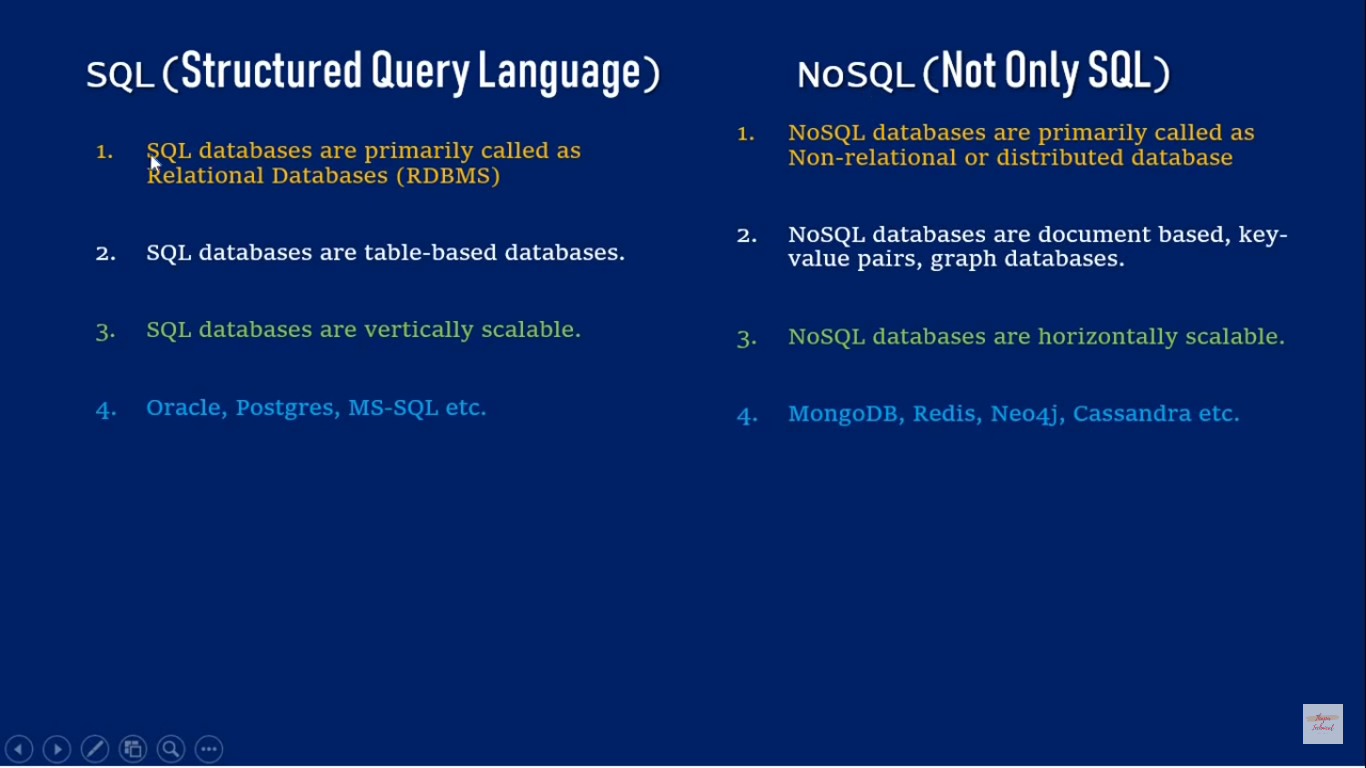 SQL (Structured Query Language)
1. SQL databases are primarily called as
Relational Databases (RDBMS)
2. SQL databases are table-based databases.
3. SQL databases are vertically scalable.
4. Oracle, Postgres, MS-SQL etc.
NoSQL (Not Only SQL)
1. NoSQL databases are primarily called as
Non-relational or distributed database
2. NoSQL databases are document based, key-
value pairs, graph databases.
3. NoSQL databases are horizontally scalable.
4. MongoDB, Redis, Neo4j, Cassandra etc.